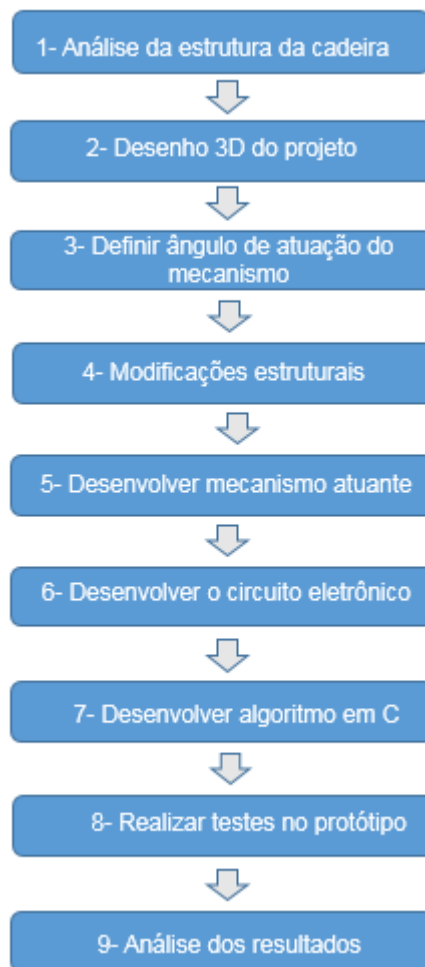 1- Análise da estrutura da cadeira
2- Desenho 3D do projeto
3- Definir ângulo de atuação do
mecanismo
4- Modificações estruturais
5- Desenvolver mecanismo atuante
6- Desenvolver o circuito eletrônico
7- Desenvolver algoritmo em C
8- Realizar testes no protótipo
9- Análise dos resultados